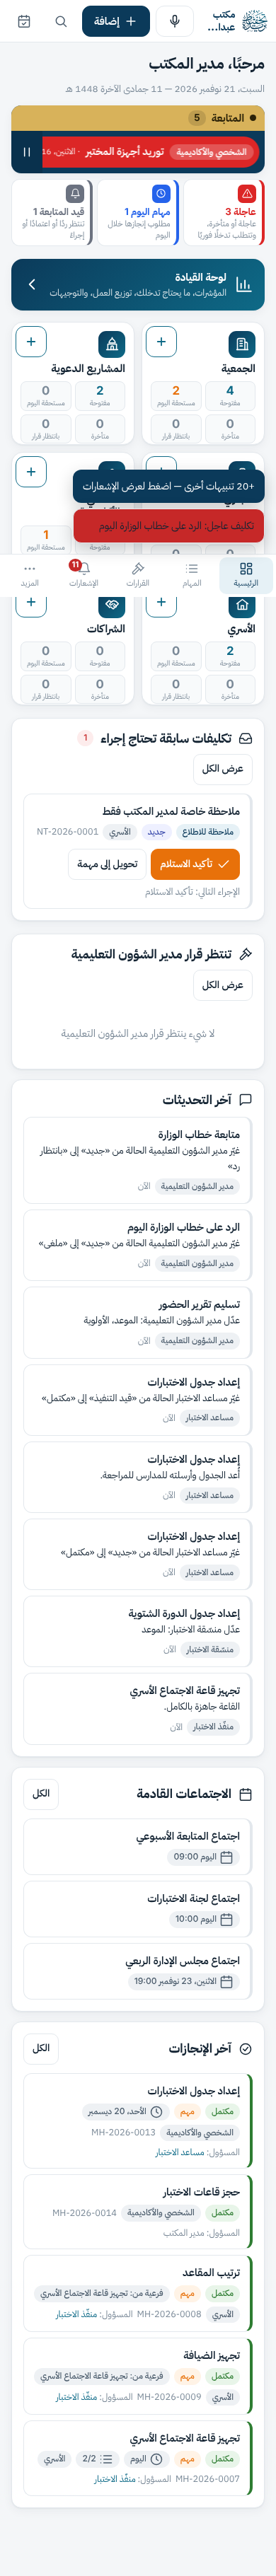 مكتب
عبدا...
إضافة
مرحبًا، مدير المكتب
السبت، 21 نوفمبر 2026 — 11 جمادى الآخرة 1448 هـ
المتابعة 5
الشخصي والأكاديمية توريد أجهزة المختبر · الاثنين، 16
عاجلة 3
عاجلة أو متأخرة، وتتطلب تدخلًا فوريًا
مهام اليوم 1
مطلوب إنجازها خلال اليوم
قيد المتابعة 1
تنتظر ردًا أو اعتمادًا أو إجراءً
لوحة القيادة
المؤشرات، ما يحتاج تدخلك، توزيع العمل، والتوجيهات
الجمعية
4 مفتوحة
2 مستحقة اليوم
0 متأخرة
0 بانتظار قرار
المشاريع الدعوية
2 مفتوحة
0 مستحقة اليوم
0 متأخرة
0 بانتظار قرار
+20 تنبيهات أخرى — اضغط لعرض الإشعارات
تكليف عاجل: الرد على خطاب الوزارة اليوم
1
مستحقة اليوم
الرئيسية
المهام
القرارات
الإشعارات 11
المزيد
الأسري
2 مفتوحة
0 مستحقة اليوم
0 متأخرة
0 بانتظار قرار
الشراكات
0 مفتوحة
0 مستحقة اليوم
0 متأخرة
0 بانتظار قرار
تكليفات سابقة تحتاج إجراء 1
عرض الكل
ملاحظة خاصة لمدير المكتب فقط
ملاحظة للاطلاع جديد الأسري NT-2026-0001
تأكيد الاستلام
تحويل إلى مهمة
الإجراء التالي: تأكيد الاستلام
تنتظر قرار مدير الشؤون التعليمية
عرض الكل
لا شيء ينتظر قرار مدير الشؤون التعليمية
آخر التحديثات
متابعة خطاب الوزارة
غيّر مدير الشؤون التعليمية الحالة من «جديد» إلى «بانتظار
رد»
مدير الشؤون التعليمية الآن
الرد على خطاب الوزارة اليوم
غيّر مدير الشؤون التعليمية الحالة من «جديد» إلى «ملغى»
مدير الشؤون التعليمية الآن
تسليم تقرير الحضور
عدّل مدير الشؤون التعليمية: الموعد، الأولوية
مدير الشؤون التعليمية الآن
إعداد جدول الاختبارات
غيّر مساعد الاختبار الحالة من «قيد التنفيذ» إلى «مكتمل»
مساعد الاختبار الآن
إعداد جدول الاختبارات
أُعد الجدول وأرسلته للمدارس للمراجعة.
مساعد الاختبار الآن
إعداد جدول الاختبارات
غيّر مساعد الاختبار الحالة من «جديد» إلى «مكتمل»
مساعد الاختبار الآن
إعداد جدول الدورة الشتوية
عدّل منسّقة الاختبار: الموعد
منسّقة الاختبار الآن
تجهيز قاعة الاجتماع الأسري
القاعة جاهزة بالكامل.
منفّذ الاختبار الآن
الاجتماعات القادمة
الكل
اجتماع المتابعة الأسبوعي
اليوم 09:00
اجتماع لجنة الاختبارات
اليوم 10:00
اجتماع مجلس الإدارة الربعي
الاثنين، 23 نوفمبر 19:00
آخر الإنجازات
الكل
إعداد جدول الاختبارات
مكتمل مهم الأحد، 20 ديسمبر
الشخصي والأكاديمية MH-2026-0013
المسؤول: مساعد الاختبار
حجز قاعات الاختبار
مكتمل الشخصي والأكاديمية MH-2026-0014
المسؤول: مدير المكتب
ترتيب المقاعد
مكتمل مهم فرعية من: تجهيز قاعة الاجتماع الأسري
الأسري MH-2026-0008 المسؤول: منفّذ الاختبار
تجهيز الضيافة
مكتمل مهم فرعية من: تجهيز قاعة الاجتماع الأسري
الأسري MH-2026-0009 المسؤول: منفّذ الاختبار
تجهيز قاعة الاجتماع الأسري
مكتمل مهم اليوم 2/2 الأسري
MH-2026-0007 المسؤول: منفّذ الاختبار